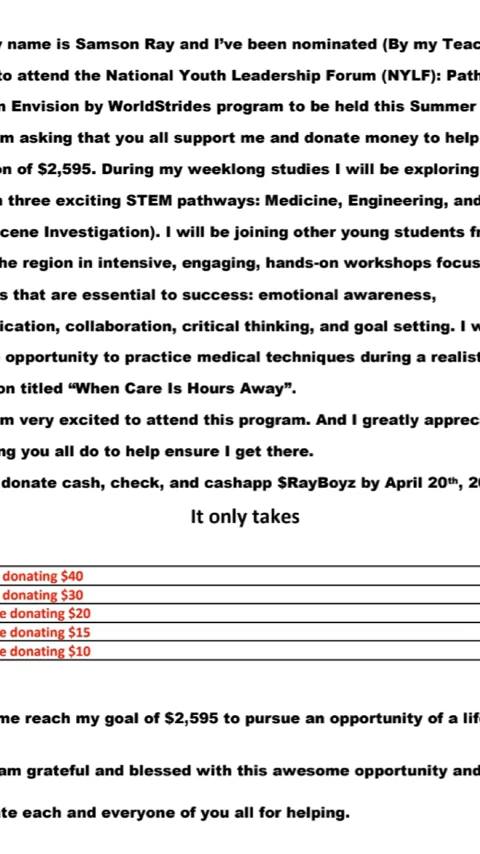 name is Samson Ray and I've been nominated (By my Teac
to attend the National Youth Leadership Forum (NYLF): Path
n Envision by WorldStrides program to be held this Summer
m asking that you all support me and donate money to help
on of $2,595. During my weeklong studies I will be exploring
three exciting STEM pathways: Medicine, Engineering, and
cene Investigation). I will be joining other young students fr
he region in intensive, engaging, hands-on workshops focus
s that are essential to success: emotional awareness,
ication, collaboration, critical thinking, and goal setting. I w
opportunity to practice medical techniques during a realist
on titled “When Care Is Hours Away”.
m very excited to attend this program. And I greatly apprec
ng you all do to help ensure I get there.
donate cash, check, and cashapp $RayBoyz by April 20th, 2
It only takes
donating $40
donating $30
e donating $20
e donating $15
e donating $10
me reach my goal of $2,595 to pursue an opportunity of a lif
am grateful and blessed with this awesome opportunity and
te each and everyone of you all for helping.